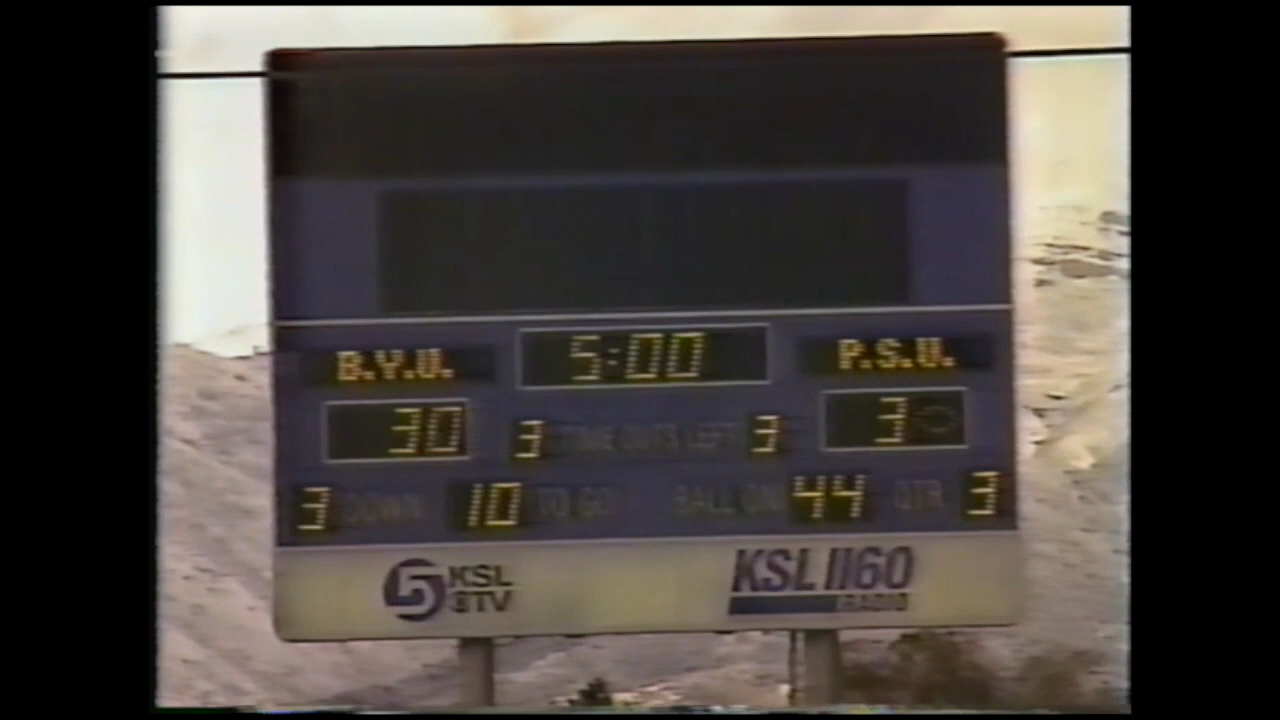 B.Y.U. 5:00 P.S.U.
30 3 TIME OUTS LEFT 3 3
3 DOWN 10 TO GO BALL ON 44 QTR 3
5 KSL TV KSL 1160
RADIO